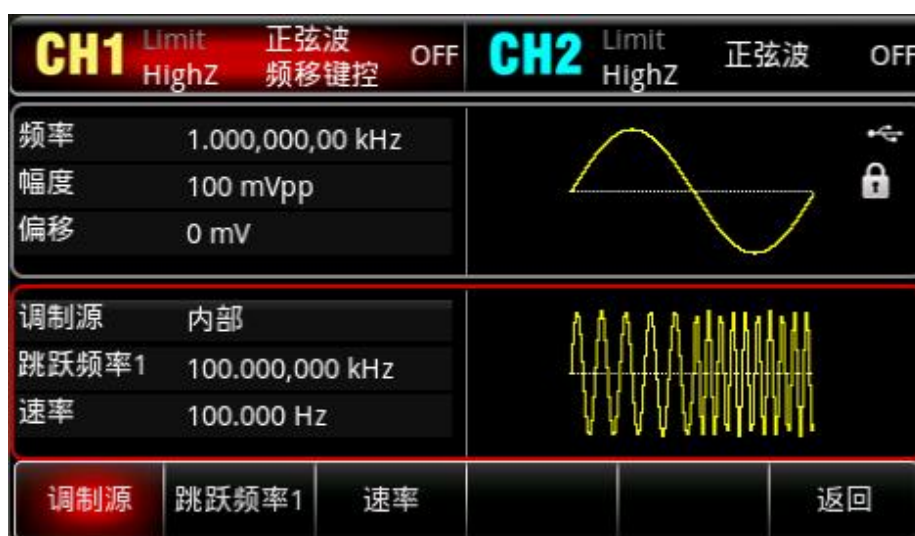 CH1 Limit 正弦波 OFF CH2 Limit 正弦波 OFF
HighZ 频移键控 HighZ
频率 1.000,000,00 kHz
幅度 100 mVpp
偏移 0 mV
调制源 内部
跳跃频率1 100.000,000 kHz
速率 100.000 Hz
调制源 跳跃频率1 速率 返回